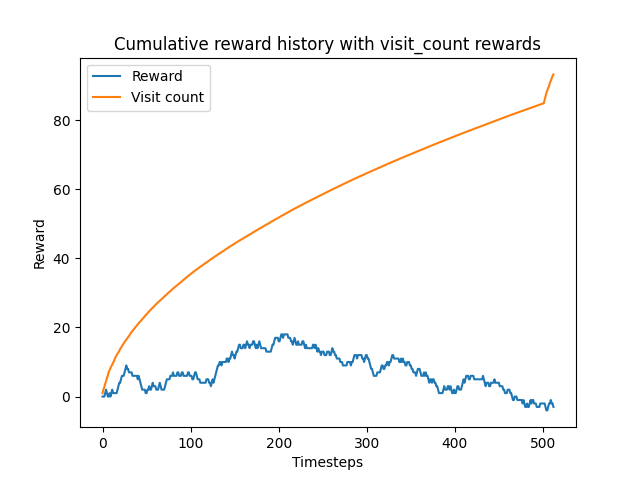 Cumulative reward history with visit_count rewards
Reward
Visit count
80
60
40
20
0
Reward
0 100 200 300 400 500
Timesteps